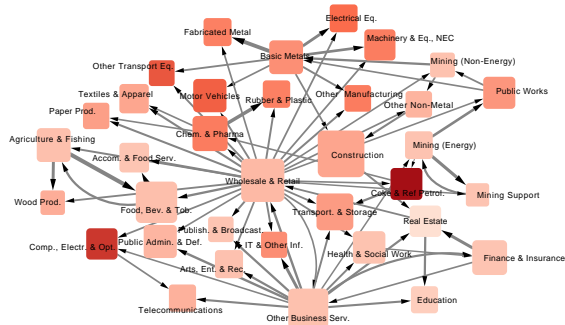 Electrical Eq.
Fabricated Metal
Machinery & Eq., NEC
Basic Metals
Mining (Non-Energy)
Other Transport Eq.
Textiles & Apparel
Motor Vehicles
Rubber & Plastic
Other Manufacturing
Public Works
Paper Prod.
Other Non-Metal
Chem. & Pharma
Agriculture & Fishing
Mining (Energy)
Accom. & Food Serv.
Construction
Wholesale & Retail
Coke & Ref Petrol.
Mining Support
Wood Prod.
Food, Bev. & Tob.
Transport. & Storage
Real Estate
Publish. & Broadcast.
Comp., Electr. & Opt.
Public Admin. & Def.
IT & Other Inf.
Health & Social Work
Finance & Insurance
Arts, Ent. & Rec.
Education
Telecommunications
Other Business Serv.